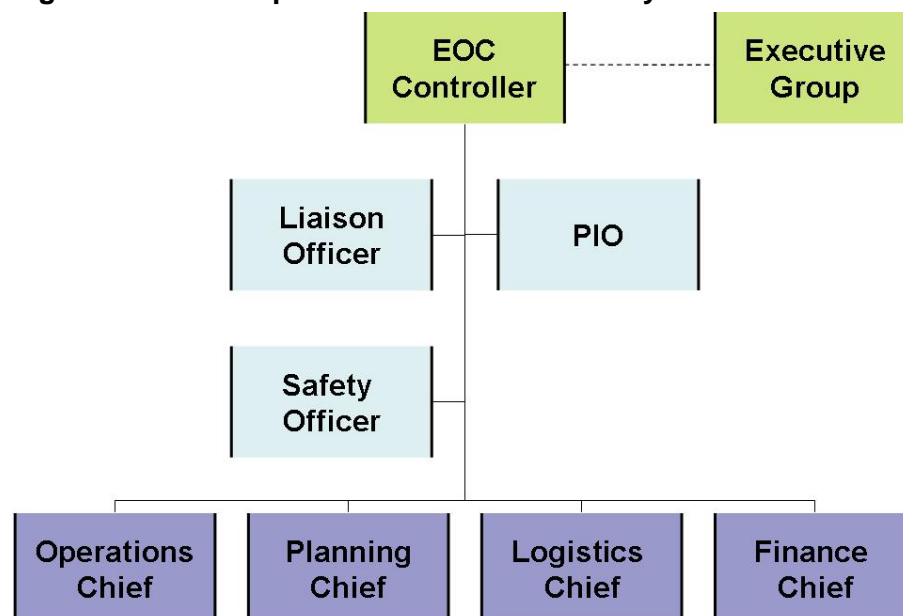 EOC
Controller
Executive
Group
Liaison
Officer
PIO
Safety
Officer
Operations
Chief
Planning
Chief
Logistics
Chief
Finance
Chief